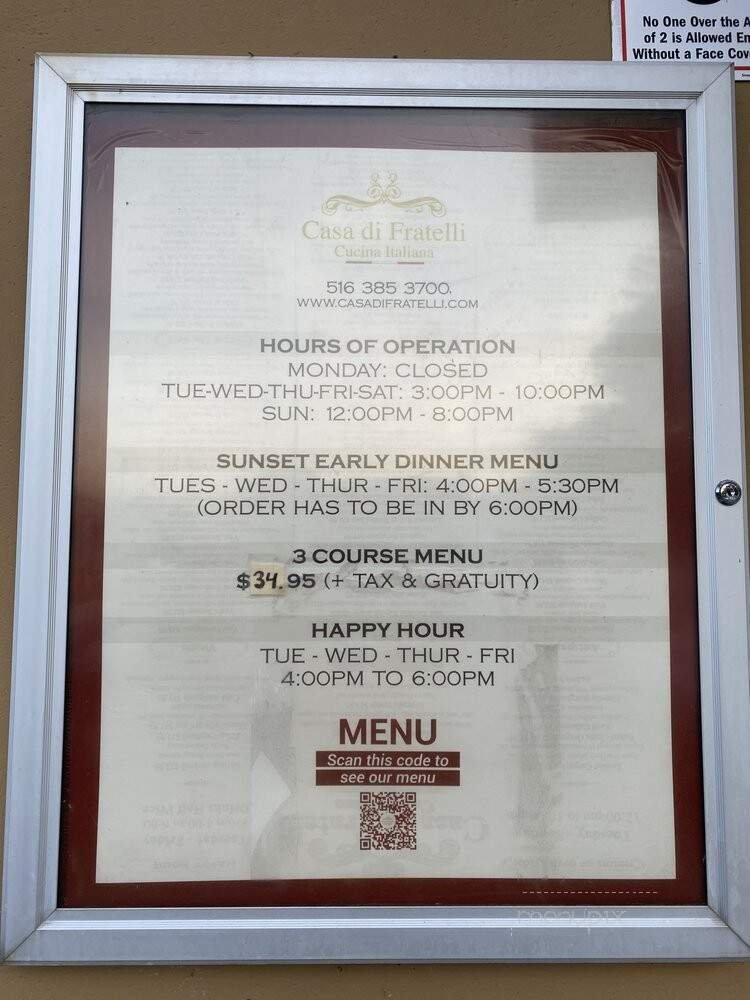 No One Over the
of 2 is Allowed
Without a Face
Casa di Fratelli
Cucina Italiana
516 385 3700.
WWW.CASADIFRATELLI.COM
HOURS OF OPERATION
MONDAY: CLOSED
TUE-WED-THU-FRI-SAT: 3:00PM - 10:00PM
SUN: 12:00PM - 8:00PM
SUNSET EARLY DINNER MENU
TUES - WED - THUR - FRI: 4:00PM - 5:30PM
(ORDER HAS TO BE IN BY 6:00PM)
3 COURSE MENU
$34.95 (+ TAX & GRATUITY)
HAPPY HOUR
TUE - WED - THUR - FRI
4:00PM TO 6:00PM
MENU
Scan this code to
see our menu